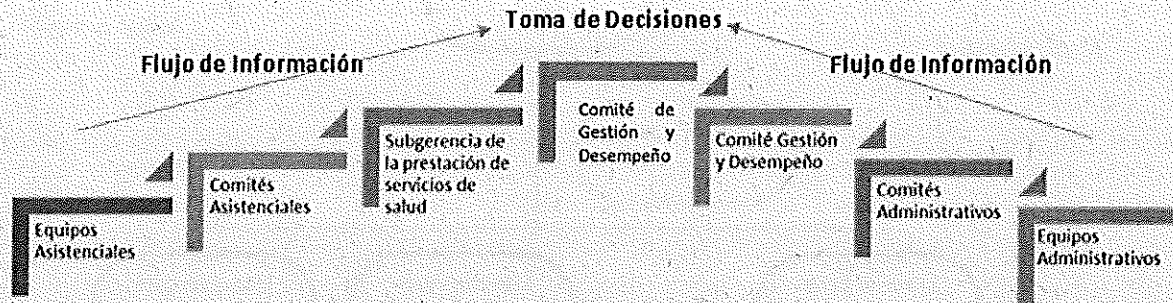 Toma de Decisiones
Flujo de Información
Flujo de Información
Equipos
Asistenciales
Comités
Asistenciales
Subgerencia de
la prestación de
servicios de
salud
Comité de
Gestión y
Desempeño
Comité Gestión
y Desempeño
Comités
Administrativos
Equipos
Administrativos